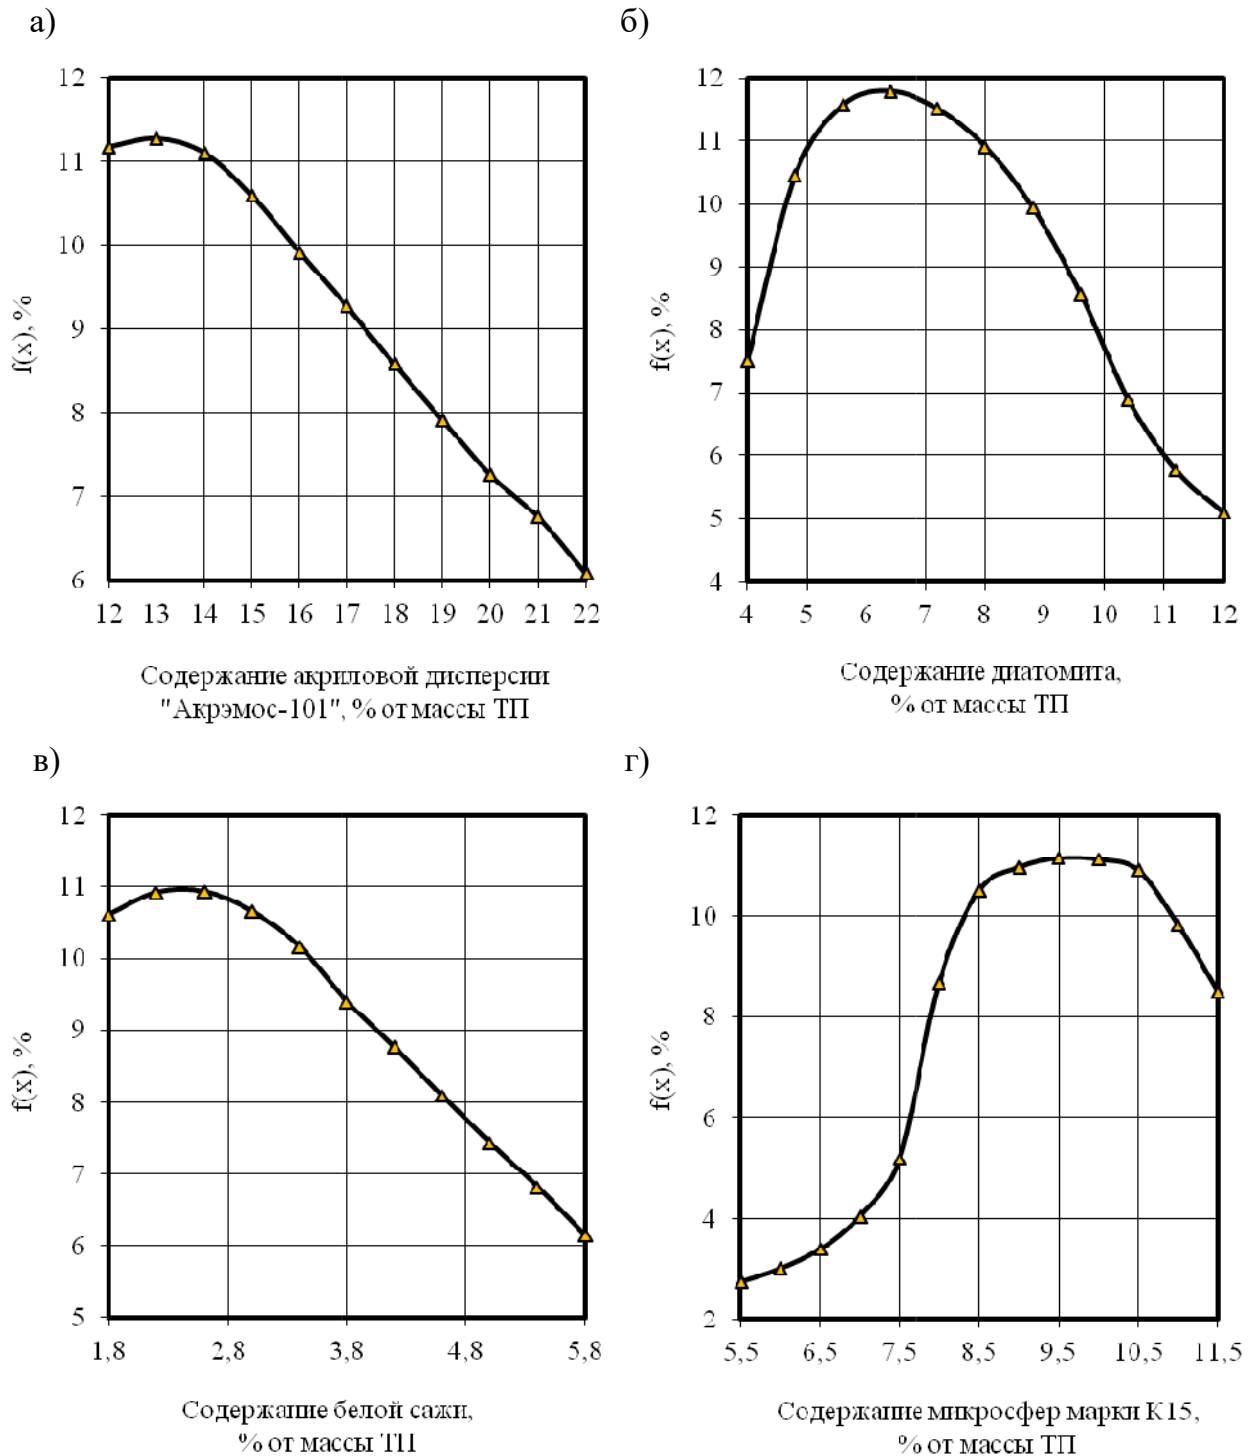 а)
12
11
10
9
8
7
6
f(x), %
12 13 14 15 16 17 18 19 20 21 22
Содержание акриловой дисперсии
"Акрэмос-101", % от массы ТП
б)
12
11
10
9
8
7
6
5
4
f(x), %
4 5 6 7 8 9 10 11 12
Содержание диатомита,
% от массы ТП
в)
12
11
10
9
8
7
6
5
f(x), %
1,8 2,8 3,8 4,8 5,8
Содержание белой сажи,
% от массы ТП
г)
12
10
8
6
4
2
f(x), %
5,5 6,5 7,5 8,5 9,5 10,5 11,5
Содержание микросфер марки К15,
% от массы ТП